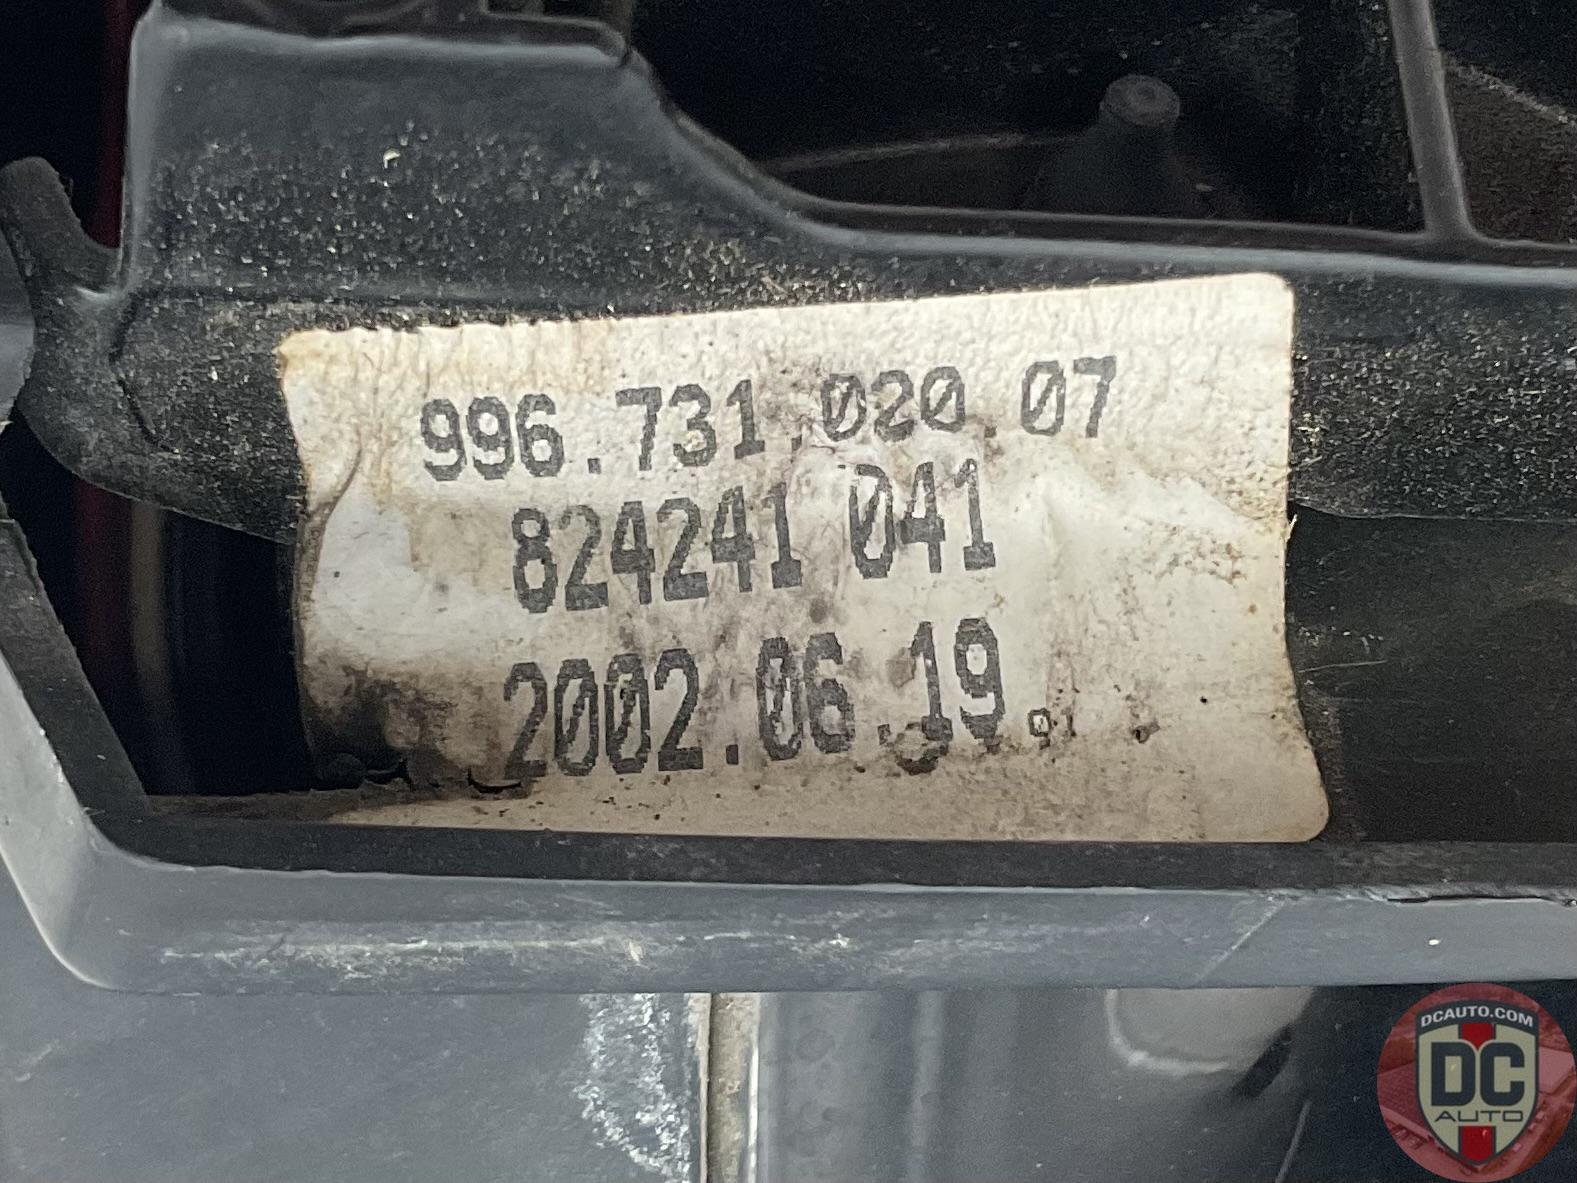 996.731.020.07
824241 041
2002.06.19.
DCAUTO.COM
DC
AUTO